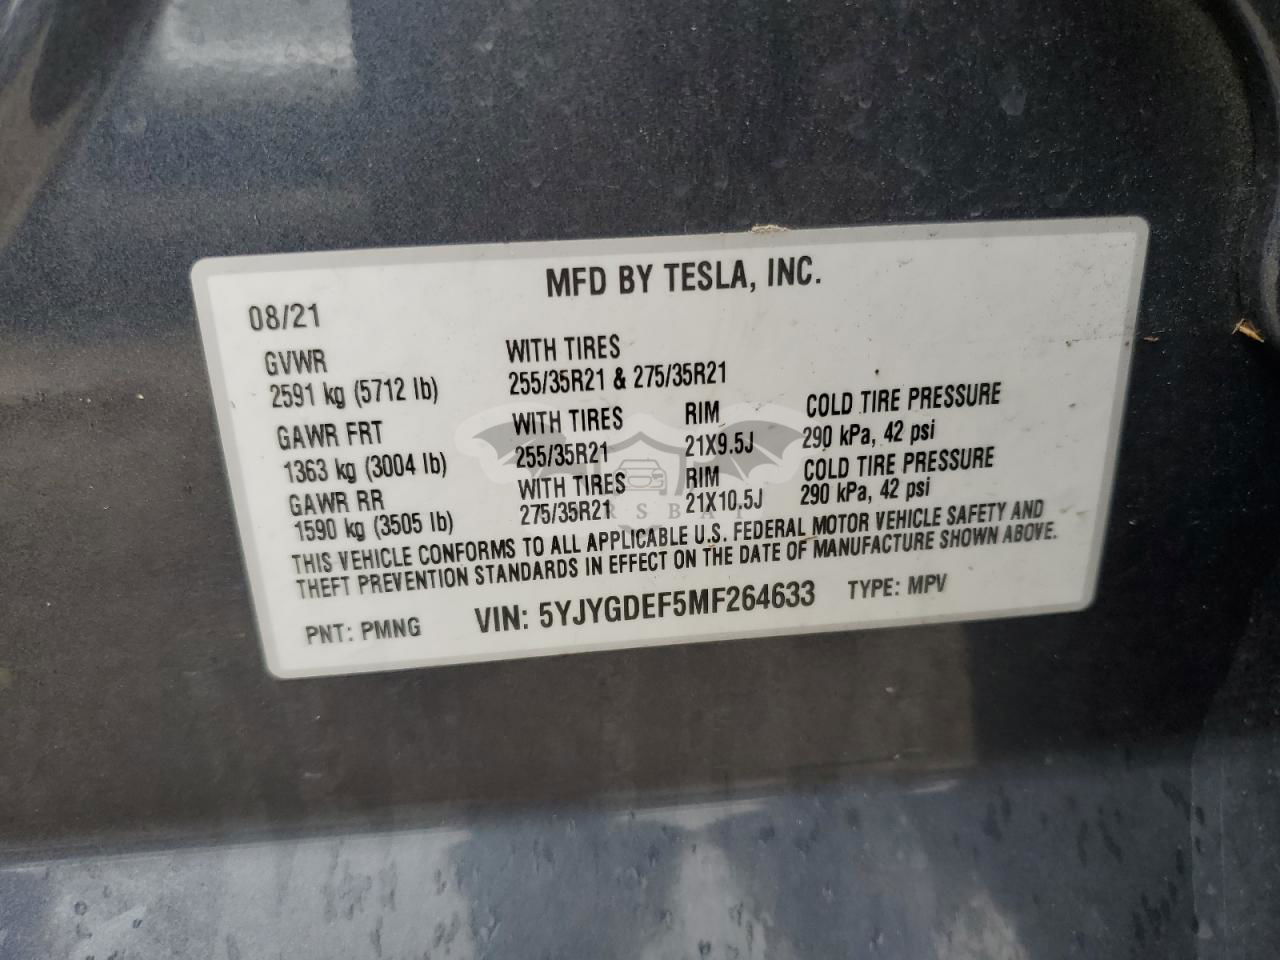 MFD BY TESLA, INC.
08/21
GVWR WITH TIRES
2591 kg (5712 lb) 255/35R21 & 275/35R21
GAWR FRT WITH TIRES RIM COLD TIRE PRESSURE
1363 kg (3004 lb) 255/35R21 21X9.5J 290 kPa, 42 psi
GAWR RR WITH TIRES RIM COLD TIRE PRESSURE
1590 kg (3505 lb) 275/35R21 21X10.5J 290 kPa, 42 psi
THIS VEHICLE CONFORMS TO ALL APPLICABLE U.S. FEDERAL MOTOR VEHICLE SAFETY AND
THEFT PREVENTION STANDARDS IN EFFECT ON THE DATE OF MANUFACTURE SHOWN ABOVE.
PNT: PMNG VIN: 5YJYGDEF5MF264633 TYPE: MPV